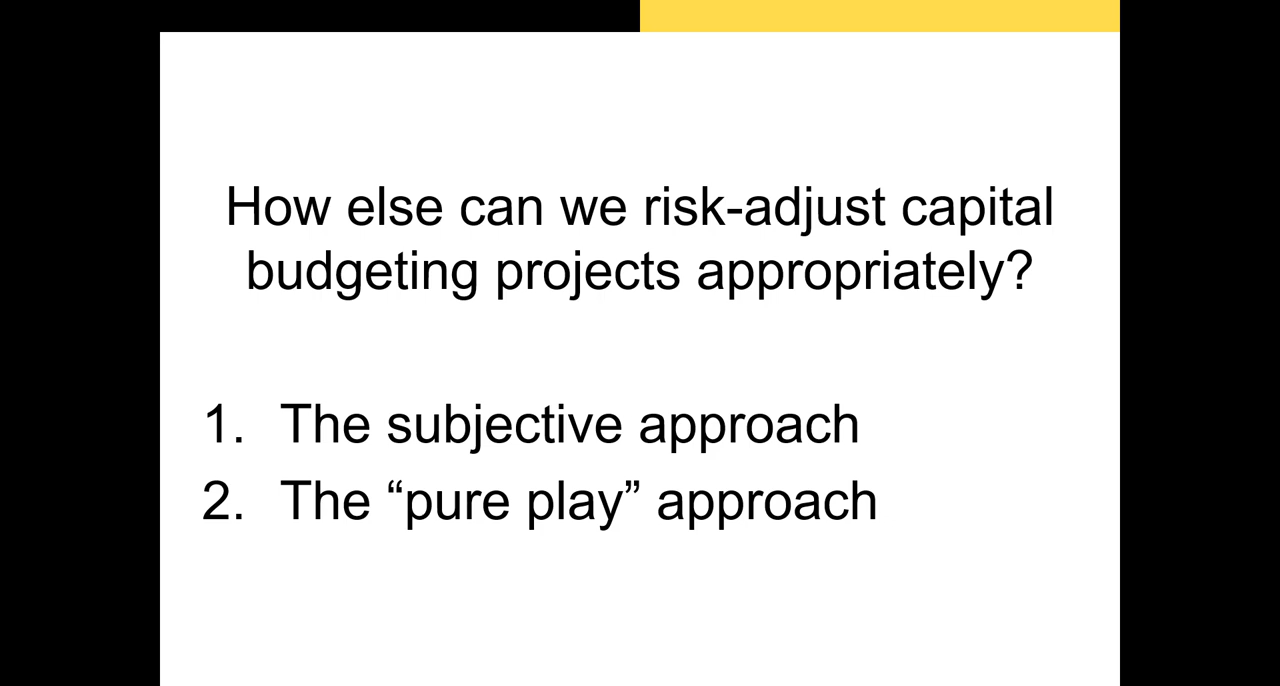 How else can we risk-adjust capital
budgeting projects appropriately?
1. The subjective approach
2. The “pure play” approach